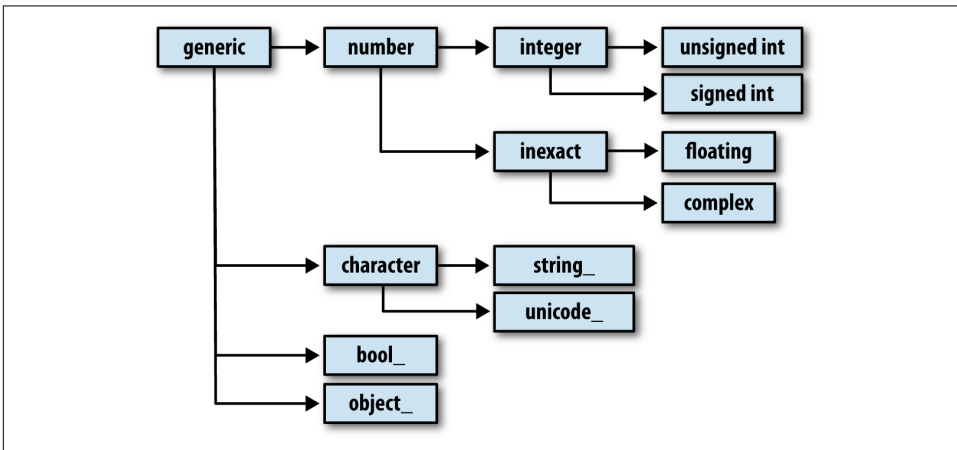 generic
number
integer
unsigned int
signed int
inexact
floating
complex
character
string_
unicode_
bool_
object_